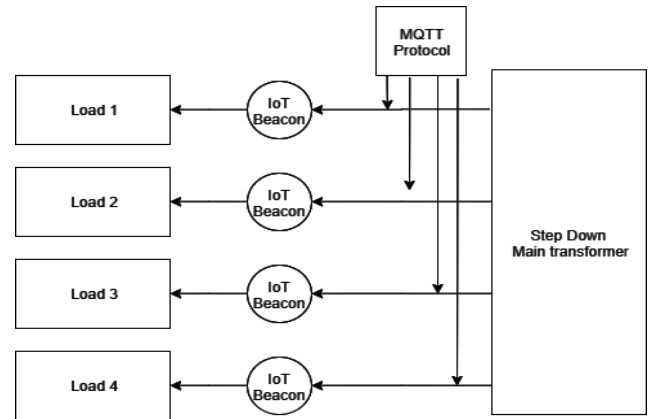 MQTT
Protocol
Load 1
IoT
Beacon
Load 2
IoT
Beacon
Step Down
Main transformer
Load 3
IoT
Beacon
Load 4
IoT
Beacon